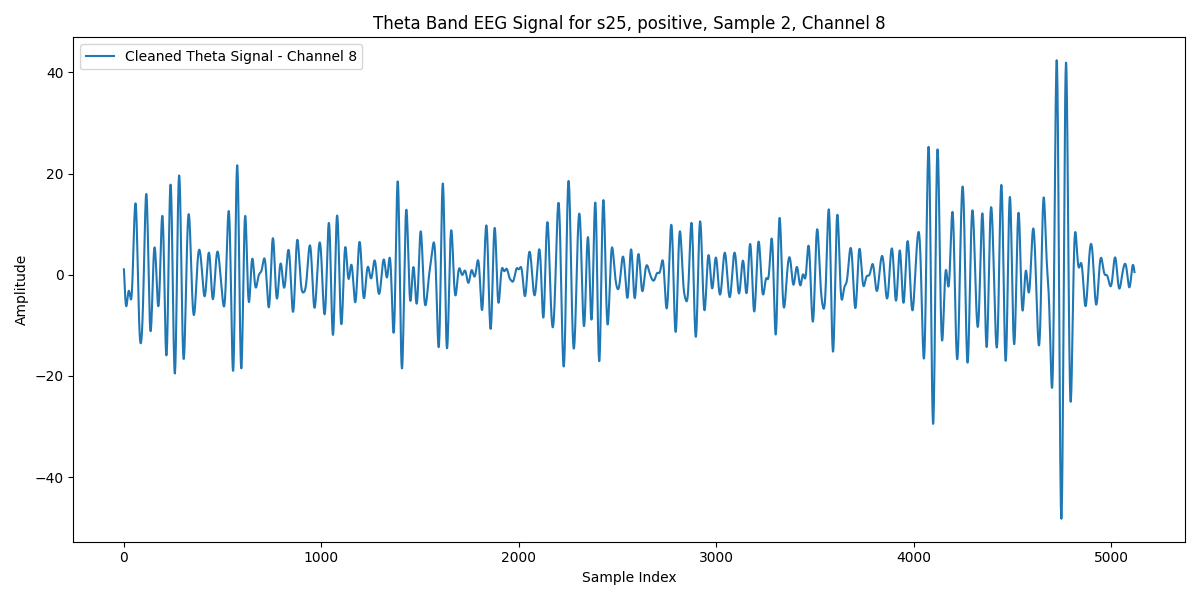 Theta Band EEG Signal for s25, positive, Sample 2, Channel 8
Cleaned Theta Signal - Channel 8
40
20
0
−20
−40
Amplitude
0 1000 2000 3000 4000 5000
Sample Index